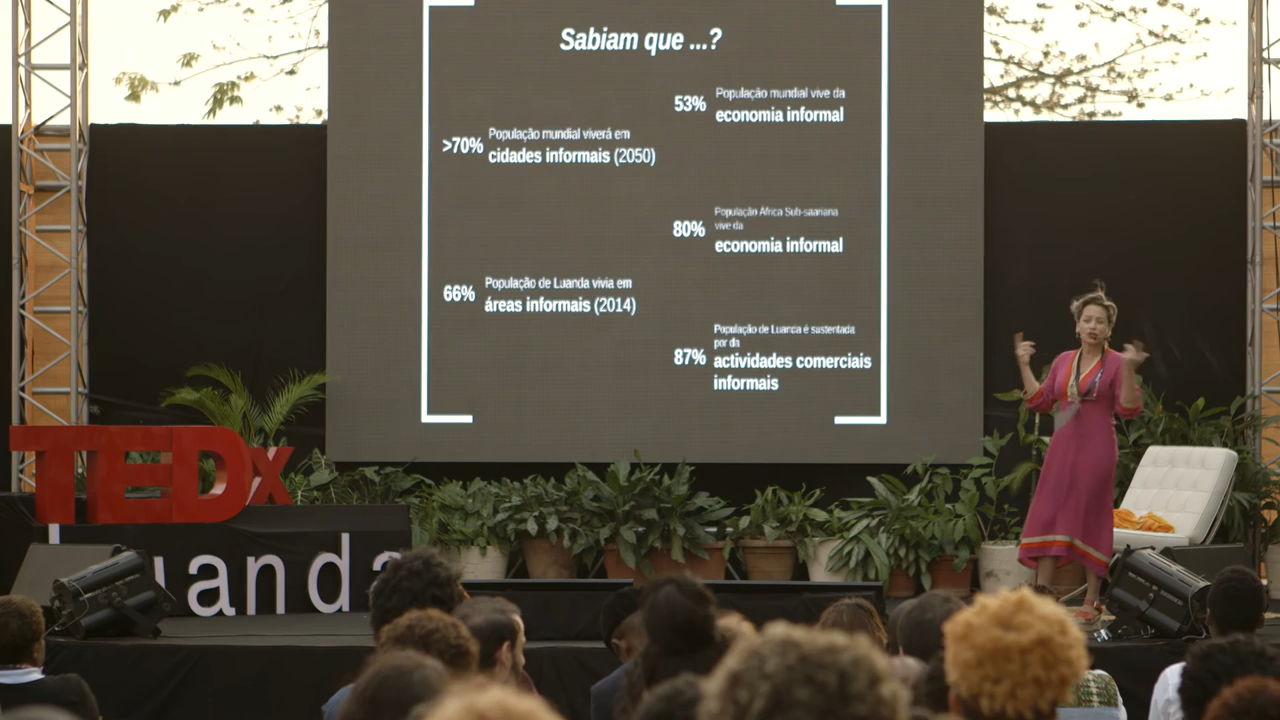 Sabiam que ...?
>70% População mundial viverá em
cidades informais (2050)
66% População de Luanda vivia em
áreas informais (2014)
53% População mundial vive da
economia informal
80% População África Sub-saariana
vive da
economia informal
87% População de Luanda é sustentada
por da
actividades comerciais
informais
TEDx
Luanda